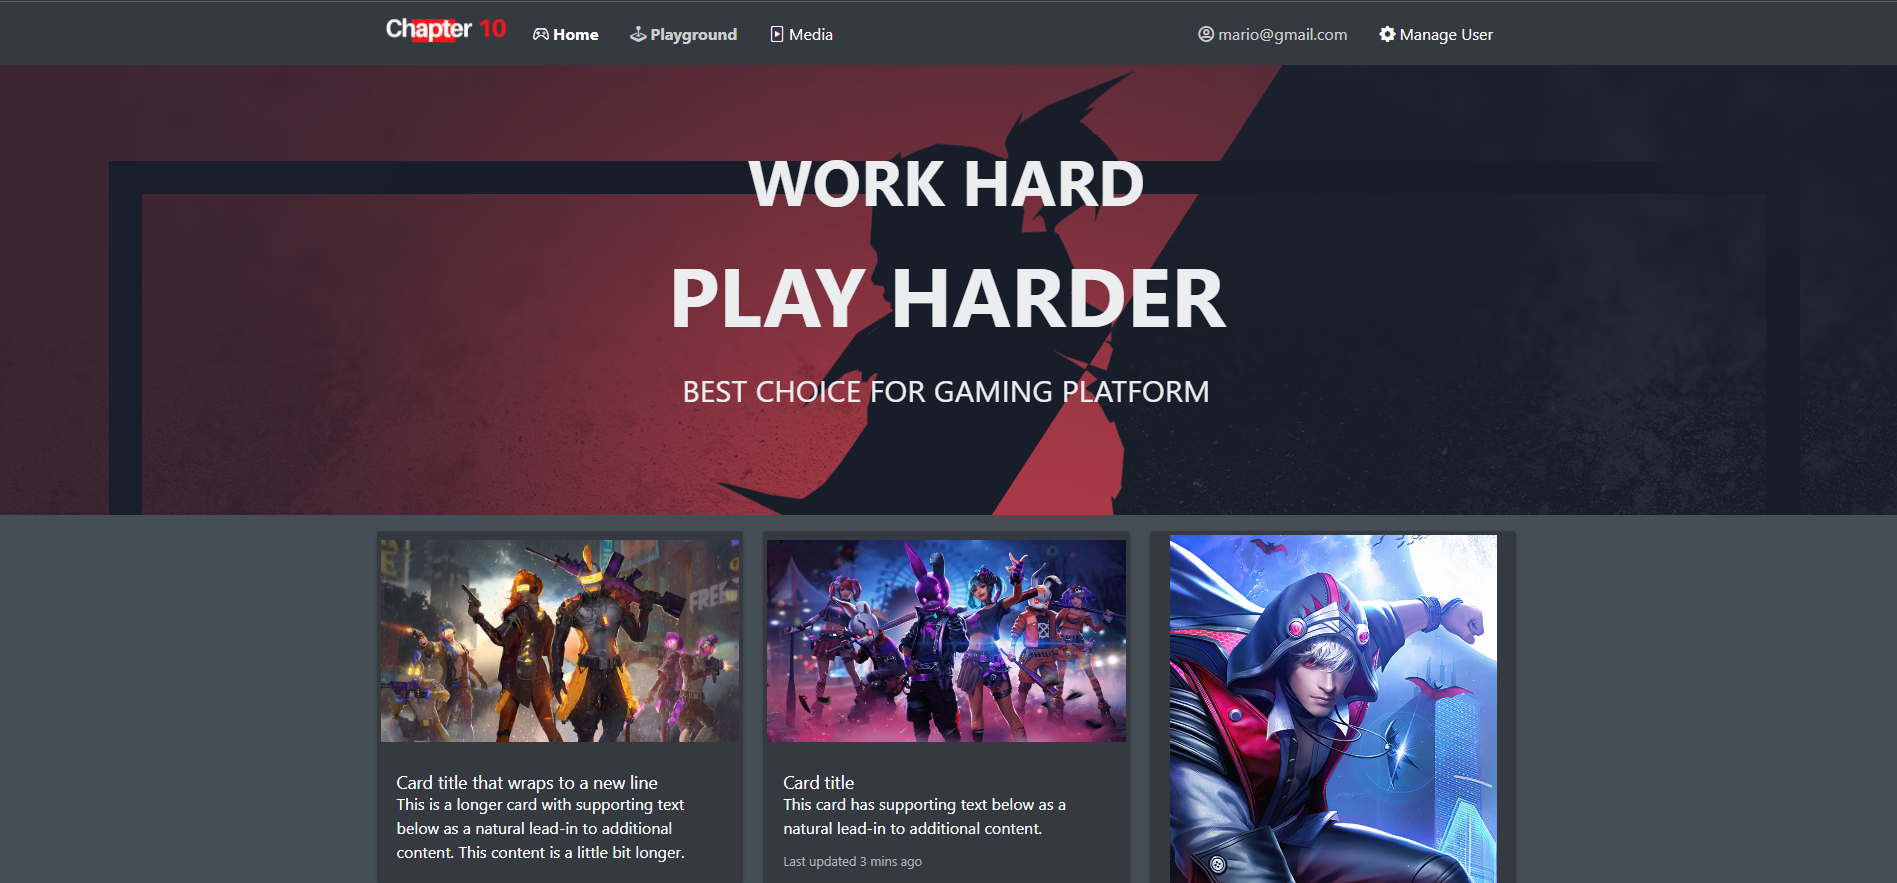 Chapter 10
Home
Playground
Media
mario@gmail.com
Manage User
WORK HARD
PLAY HARDER
BEST CHOICE FOR GAMING PLATFORM
FREE
Card title that wraps to a new line
This is a longer card with supporting text
below as a natural lead-in to additional
content. This content is a little bit longer.
Card title
This card has supporting text below as a
natural lead-in to additional content.
Last updated 3 mins ago